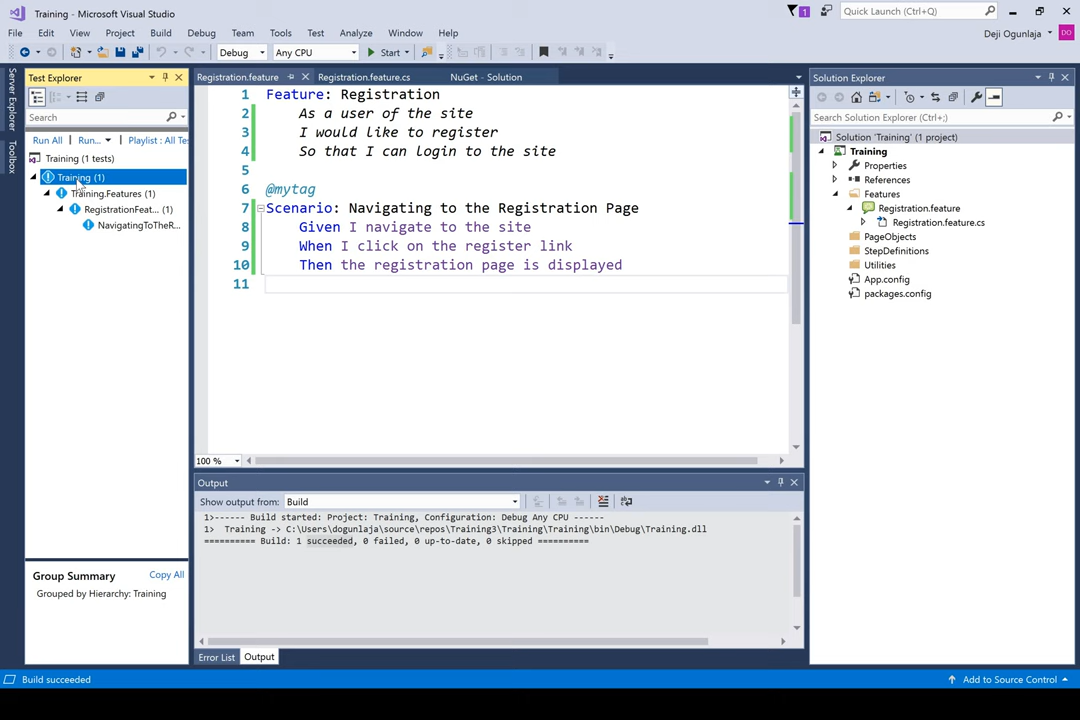 Training - Microsoft Visual Studio
1
Quick Launch (Ctrl+Q)
File Edit View Project Build Debug Team Tools Test Analyze Window Help
Deji Ogunlaja
DO
Debug Any CPU Start
Server Explorer
Toolbox
Test Explorer
Search
Run All Run... Playlist : All Te
Training (1 tests)
Training (1)
Training.Features (1)
RegistrationFeat... (1)
NavigatingToTheR...
Group Summary
Copy All
Grouped by Hierarchy: Training
Registration.feature Registration.feature.cs NuGet - Solution
1 Feature: Registration
2 As a user of the site
3 I would like to register
4 So that I can login to the site
5
6 @mytag
7 Scenario: Navigating to the Registration Page
8 Given I navigate to the site
9 When I click on the register link
10 Then the registration page is displayed
11
100 %
Output
Show output from: Build
1>------ Build started: Project: Training, Configuration: Debug Any CPU ------
1> Training -> C:\Users\dogunlaja\source\repos\Training3\Training\Training\bin\Debug\Training.dll
========== Build: 1 succeeded, 0 failed, 0 up-to-date, 0 skipped ==========
Error List Output
Solution Explorer
Search Solution Explorer (Ctrl+;)
Solution 'Training' (1 project)
Training
Properties
References
Features
Registration.feature
Registration.feature.cs
PageObjects
StepDefinitions
Utilities
App.config
packages.config
Build succeeded
Add to Source Control